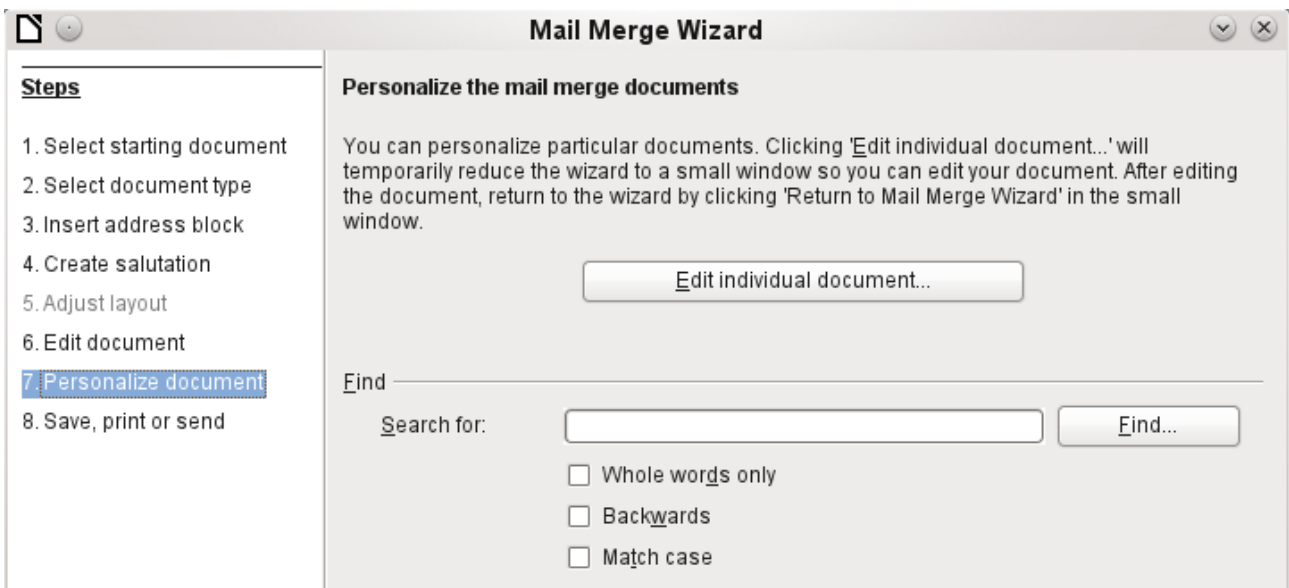 Mail Merge Wizard
Steps
1. Select starting document
2. Select document type
3. Insert address block
4. Create salutation
5. Adjust layout
6. Edit document
7. Personalize document
8. Save, print or send
Personalize the mail merge documents
You can personalize particular documents. Clicking 'Edit individual document...' will
temporarily reduce the wizard to a small window so you can edit your document. After editing
the document, return to the wizard by clicking 'Return to Mail Merge Wizard' in the small
window.
Edit individual document...
Find
Search for:
Find...
Whole words only
Backwards
Match case